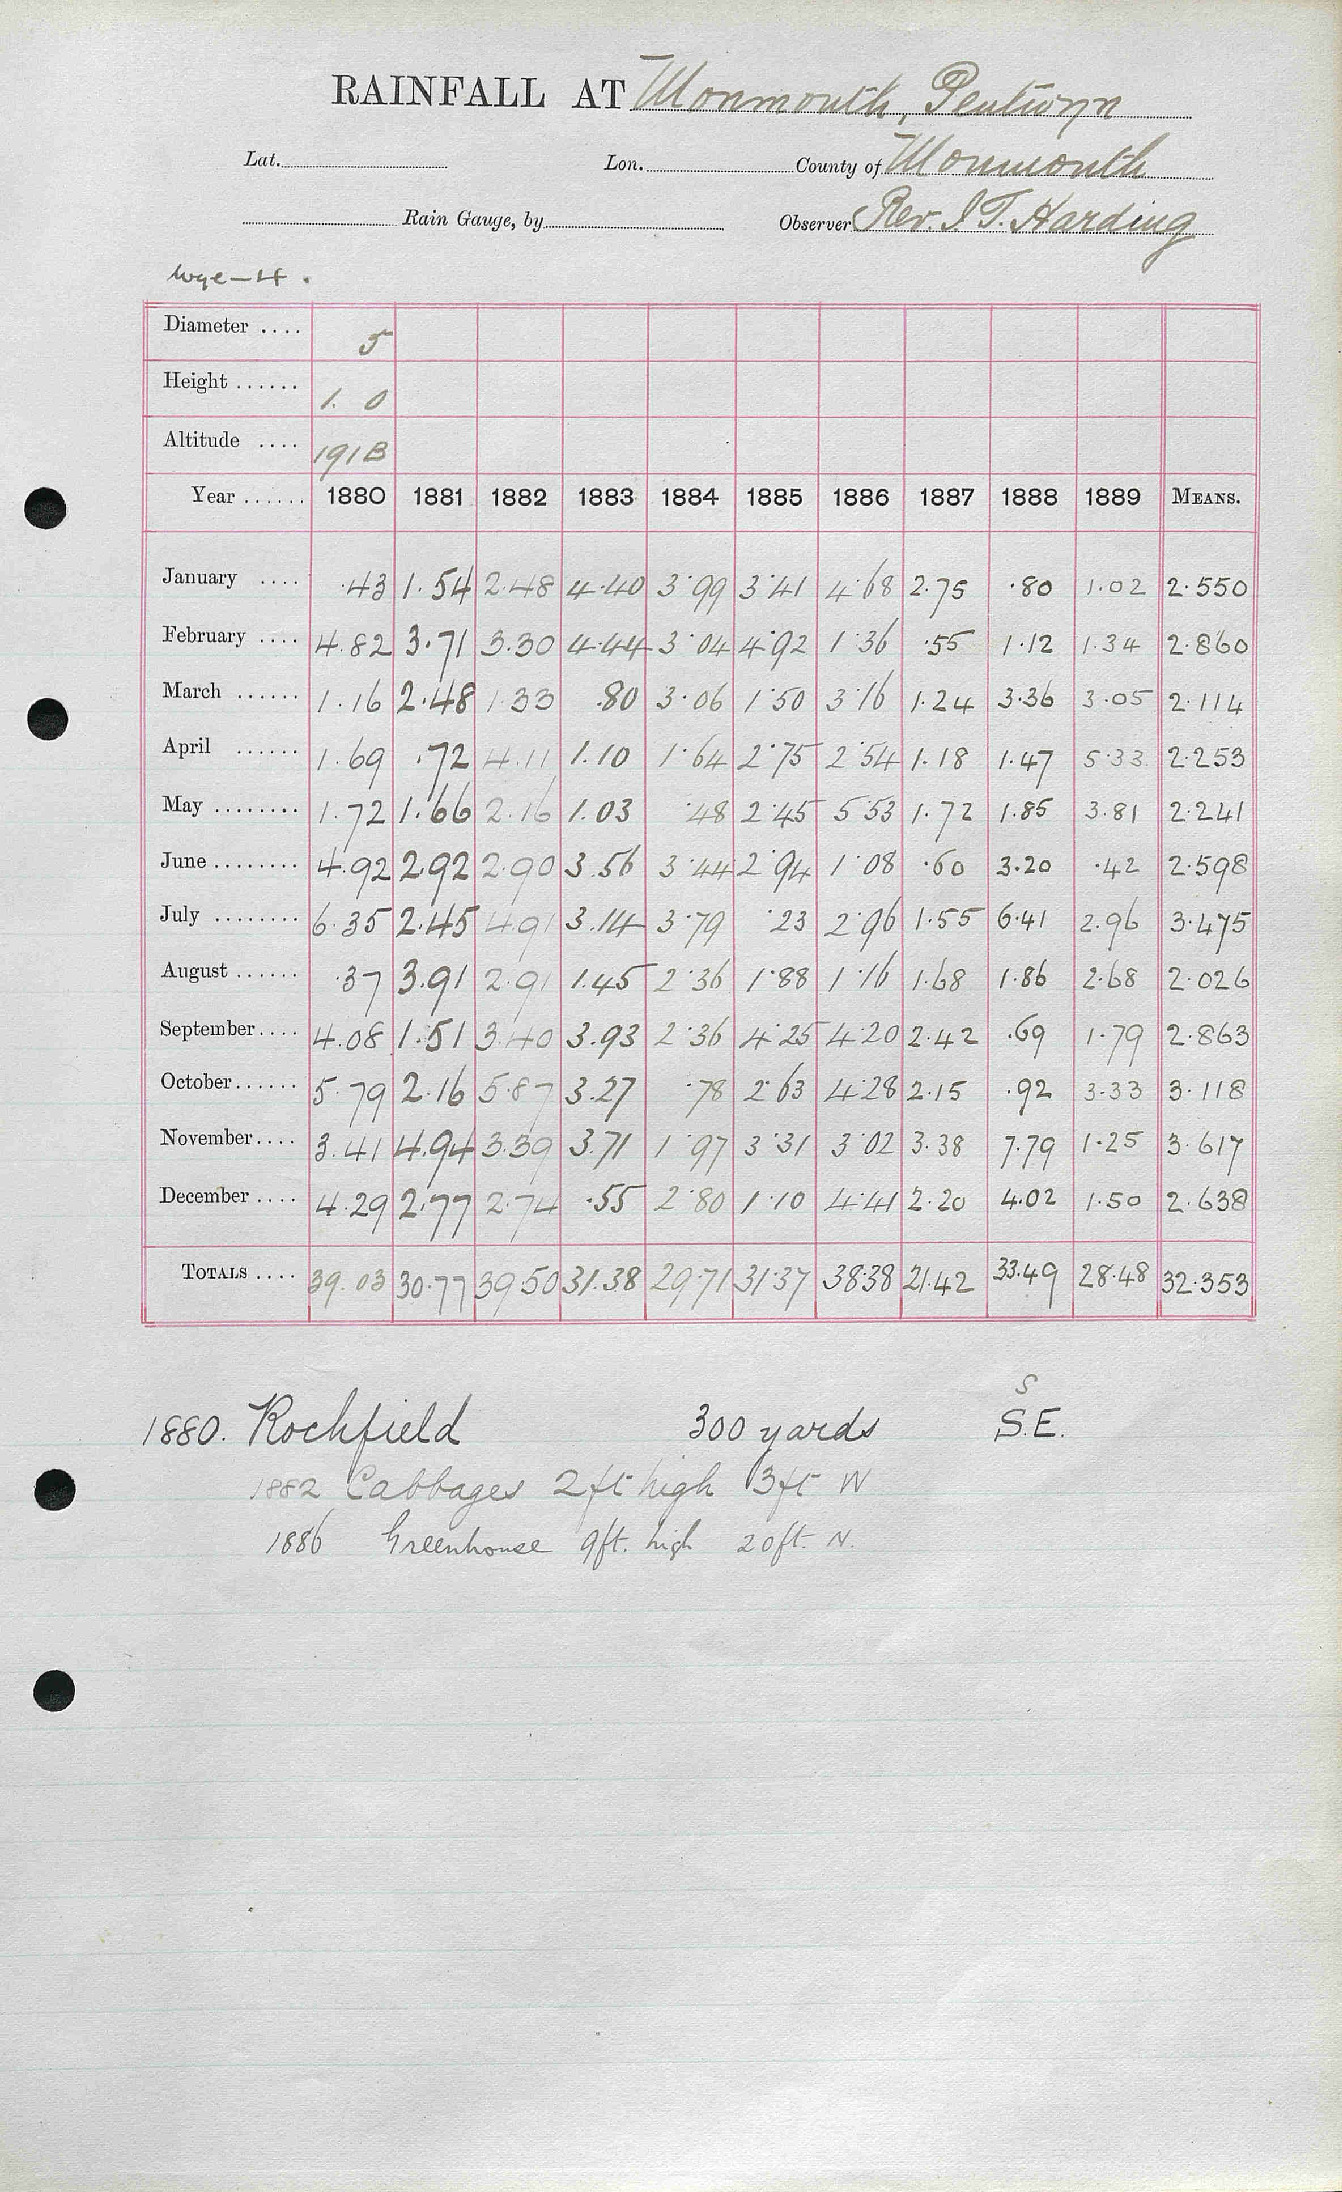 RAINFALL AT Monmouth, Pentwyn
Lat. Lon. County of Monmouth
Rain Gauge, by Observer Rev. J T. Harding
Wye-4.
Diameter .... 5
Height ...... 1. 0
Altitude .... 191B
Year ...... 1880 1881 1882 1883 1884 1885 1886 1887 1888 1889 MEANS.
January .... .43 1.54 2.48 4.40 3.99 3.41 4.68 2.75 .80 1.02 2.550
February .... 4.82 3.71 3.30 4.44 3.04 4.92 1.36 .55 1.12 1.34 2.860
March ...... 1.16 2.48 1.33 .80 3.06 1.50 3.16 1.24 3.36 3.05 2.114
April ...... 1.69 .72 4.11 1.10 1.64 2.75 2.54 1.18 1.47 5.33 2.253
May ........ 1.72 1.66 2.16 1.03 .48 2.45 5.53 1.72 1.85 3.81 2.241
June ........ 4.92 2.92 2.90 3.56 3.44 2.94 1.08 .60 3.20 .42 2.598
July ........ 6.35 2.45 4.91 3.14 3.79 .23 2.96 1.55 6.41 2.96 3.475
August ...... .37 3.91 2.91 1.45 2.36 1.88 1.16 1.68 1.86 2.68 2.026
September .... 4.08 1.51 3.40 3.93 2.36 4.25 4.20 2.42 .69 1.79 2.863
October ...... 5.79 2.16 5.87 3.27 .78 2.63 4.28 2.15 .92 3.33 3.118
November .... 3.41 4.94 3.39 3.71 1.97 3.31 3.02 3.38 7.79 1.25 3.617
December .... 4.29 2.77 2.74 .55 2.80 1.10 4.41 2.20 4.02 1.50 2.638
TOTALS .... 39.03 30.77 39.50 31.38 29.71 31.37 38.38 21.42 33.49 28.48 32.353
S
1880. Rockfield 300 yards S.E.
1882 Cabbages 2ft high 3ft W
1886 Greenhouse 9ft. high 20ft. N.